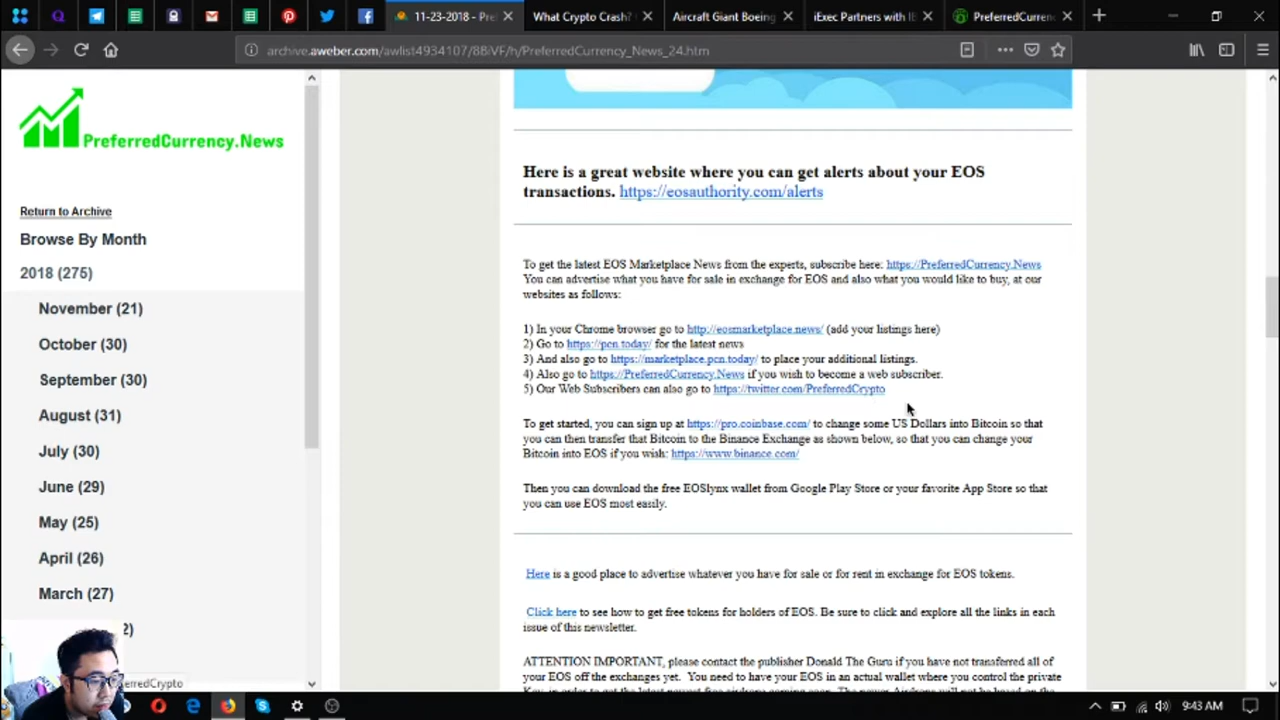 11-23-2018 - Pref
What Crypto Crash?
Aircraft Giant Boeing
iExec Partners with IE
PreferredCurrenc
archive.aweber.com/awlist4934107/8BiVF/h/PreferredCurrency_News_24.htm
PreferredCurrency.News
Return to Archive
Browse By Month
2018 (275)
November (21)
October (30)
September (30)
August (31)
July (30)
June (29)
May (25)
April (26)
March (27)
2)
erredCrypto
Here is a great website where you can get alerts about your EOS
transactions. https://eosauthority.com/alerts
To get the latest EOS Marketplace News from the experts, subscribe here: https://PreferredCurrency.News
You can advertise what you have for sale in exchange for EOS and also what you would like to buy, at our
websites as follows:
1) In your Chrome browser go to http://eosmarketplace.news/ (add your listings here)
2) Go to https://pcn.today/ for the latest news
3) And also go to https://marketplace.pcn.today/ to place your additional listings.
4) Also go to https://PreferredCurrency.News if you wish to become a web subscriber.
5) Our Web Subscribers can also go to https://twitter.com/PreferredCrypto
To get started, you can sign up at https://pro.coinbase.com/ to change some US Dollars into Bitcoin so that
you can then transfer that Bitcoin to the Binance Exchange as shown below, so that you can change your
Bitcoin into EOS if you wish: https://www.binance.com/
Then you can download the free EOSlynx wallet from Google Play Store or your favorite App Store so that
you can use EOS most easily.
Here is a good place to advertise whatever you have for sale or for rent in exchange for EOS tokens.
Click here to see how to get free tokens for holders of EOS. Be sure to click and explore all the links in each
issue of this newsletter.
ATTENTION IMPORTANT, please contact the publisher Donald The Guru if you have not transferred all of
your EOS off the exchanges yet. You need to have your EOS in an actual wallet where you control the private
9:43 AM